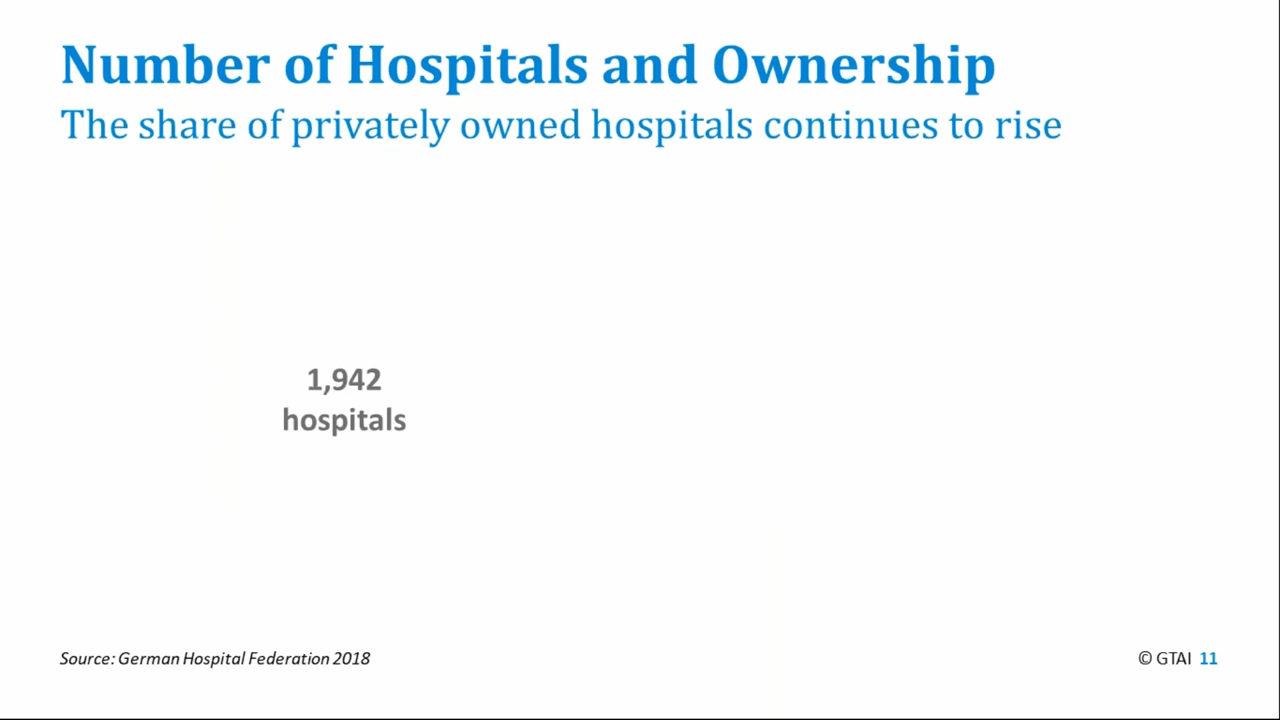 Number of Hospitals and Ownership
The share of privately owned hospitals continues to rise
1,942
hospitals
Source: German Hospital Federation 2018
© GTAI 11